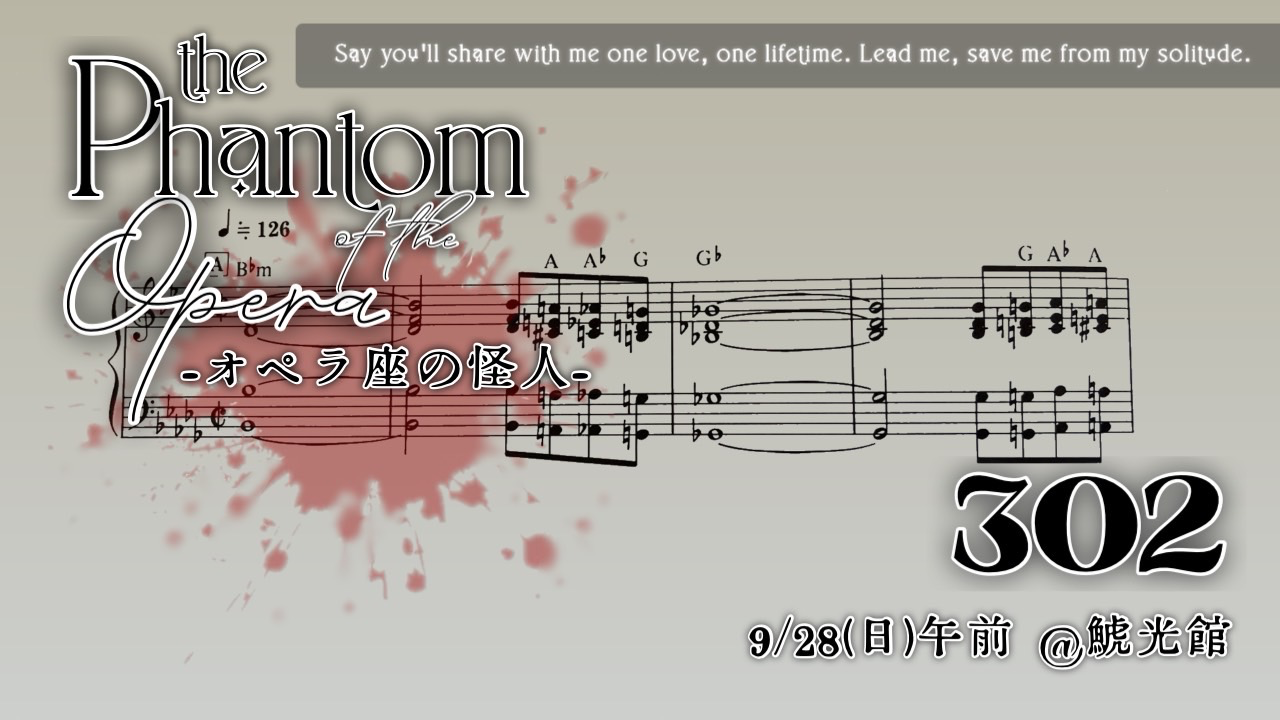 Say you'll share with me one love, one lifetime. Lead me, save me from my solitude.
the
Phantom
of the
Opera
-オペラ座の怪人-
♩≒126
A B♭m
A A♭ G G♭ G A♭ A
302
9/28(日)午前 @鯱光館